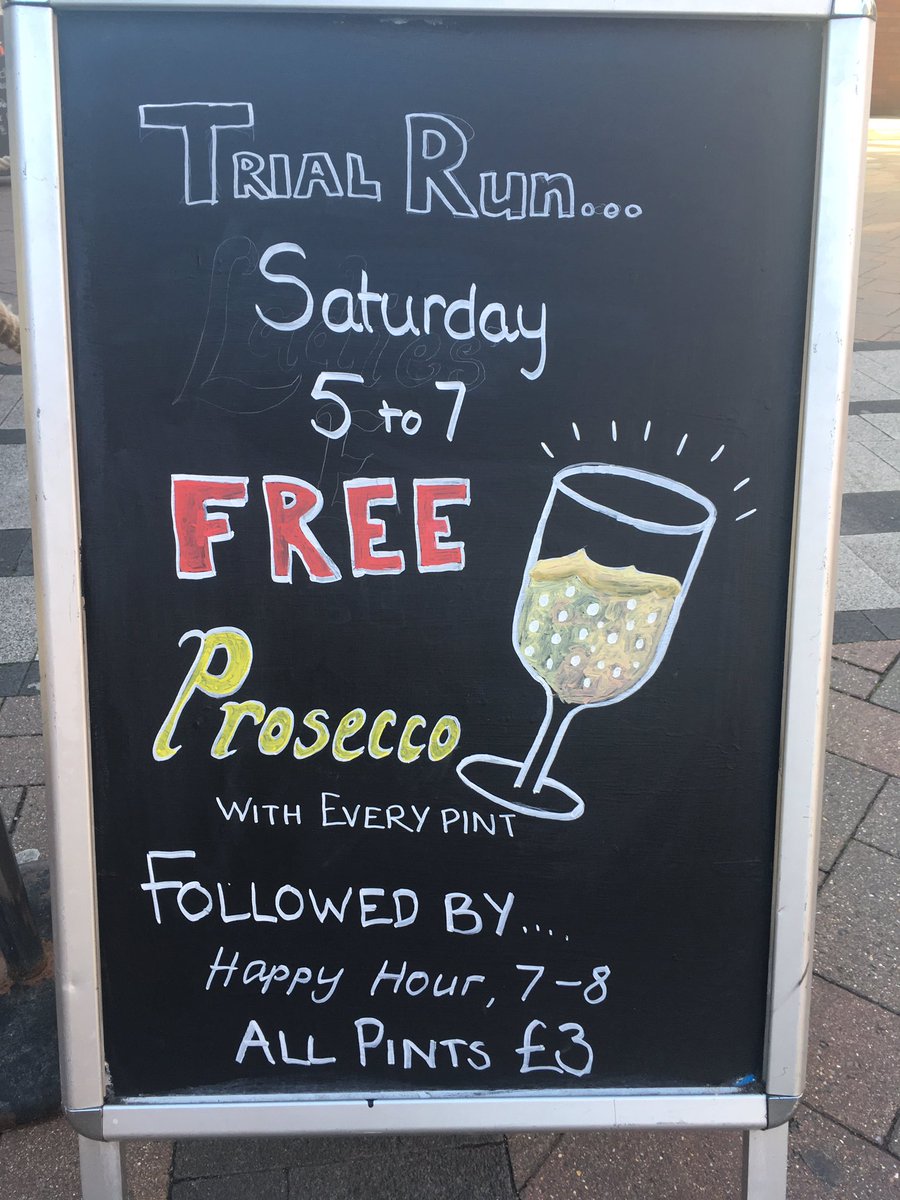 Trial Run...
Saturday
Ladies
5 to 7
FREE
Prosecco
WITH EVERY PINT
FOLLOWED BY....
Happy Hour, 7-8
ALL PINTS £3